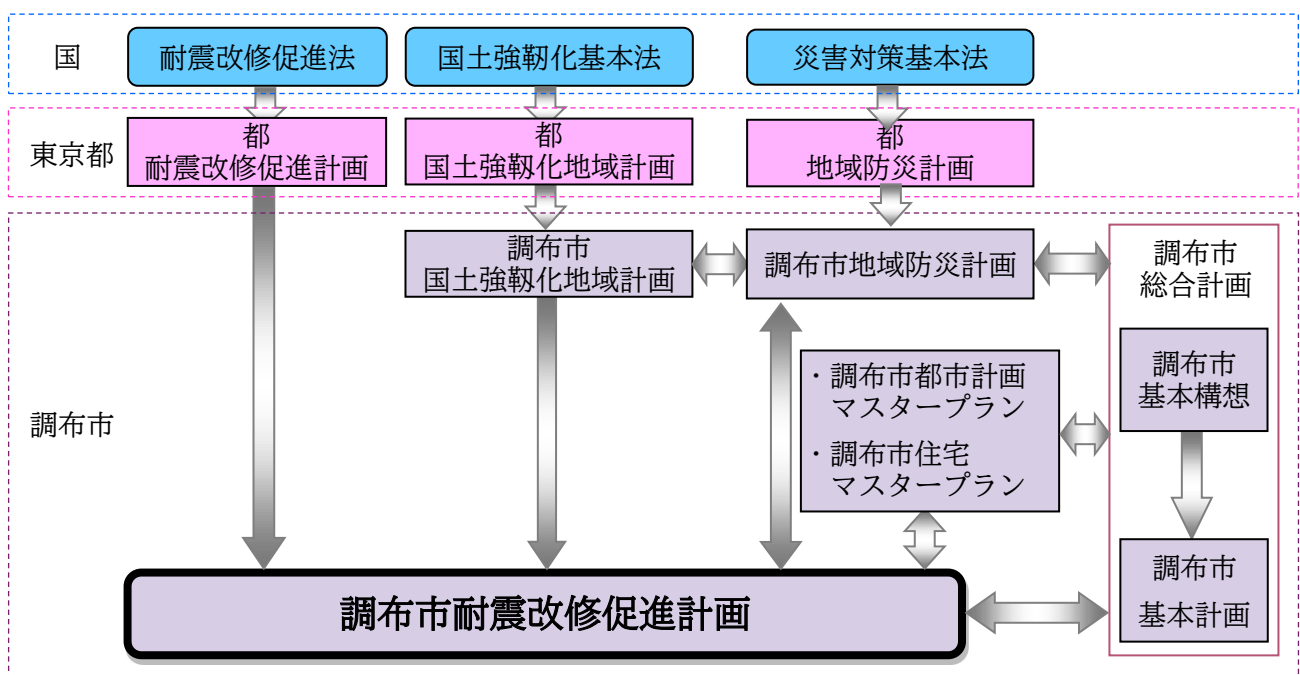 国
耐震改修促進法
国土強靭化基本法
災害対策基本法
東京都
都
耐震改修促進計画
都
国土強靱化地域計画
都
地域防災計画
調布市
調布市
国土強靱化地域計画
調布市地域防災計画
調布市
総合計画
調布市
基本構想
・調布市都市計画
マスタープラン
・調布市住宅
マスタープラン
調布市
基本計画
調布市耐震改修促進計画